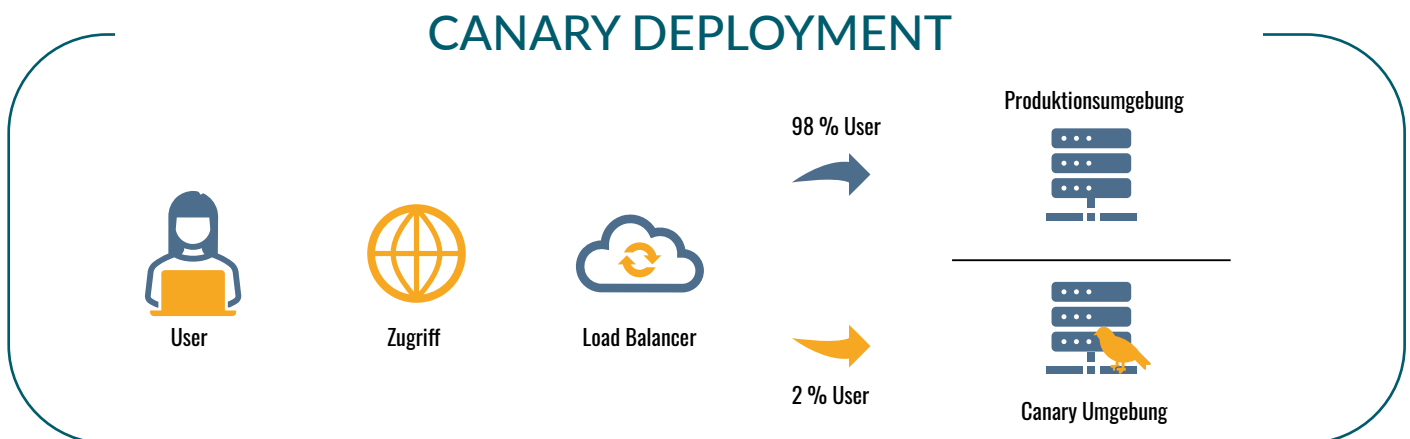 CANARY DEPLOYMENT
98 % User
Produktionsumgebung
User
Zugriff
Load Balancer
2 % User
Canary Umgebung